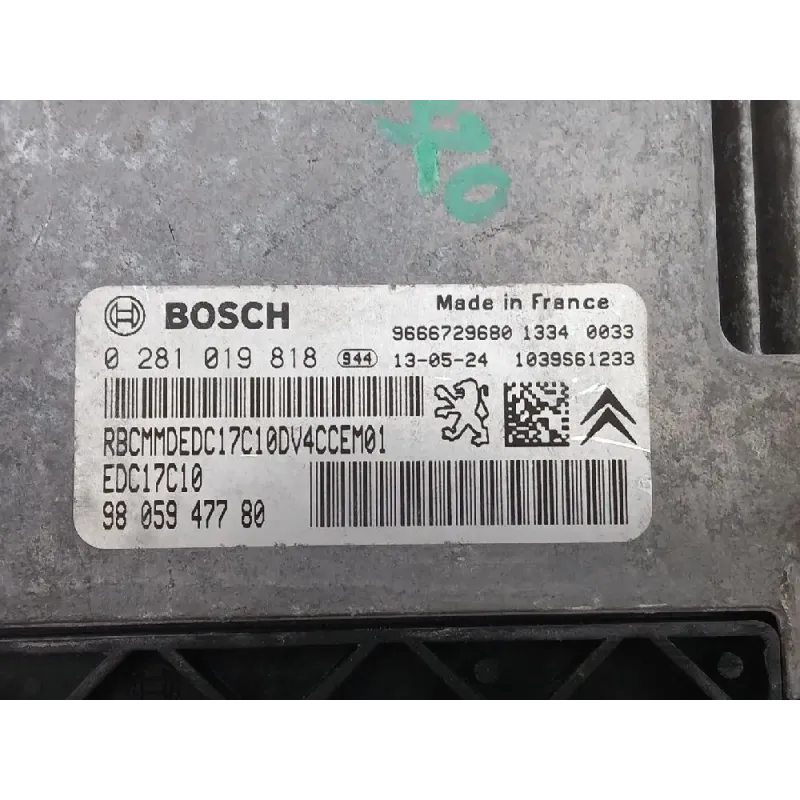 BOSCH
Made in France
9666729680 1334 0033
0 281 019 818 944 13-05-24 1039S61233
RBCMMDEDC17C10DV4CCEM01
EDC17C10
98 059 477 80